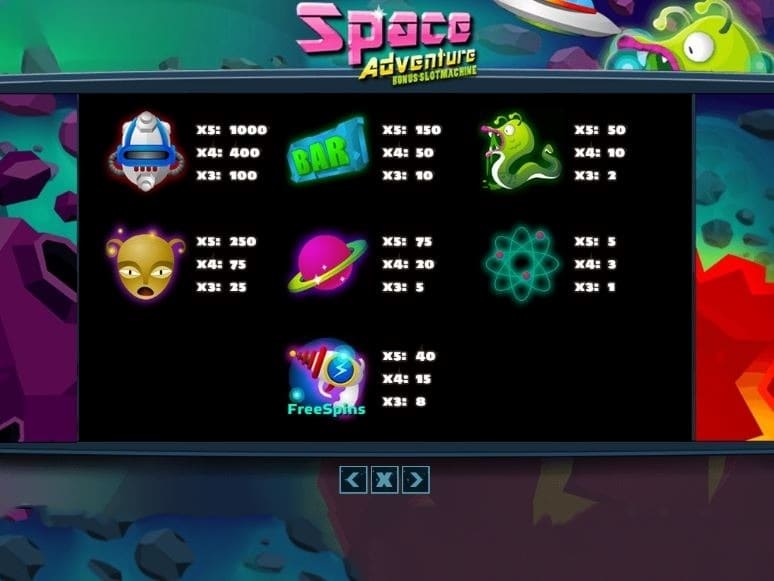 Space
Adventure
BONUS SLOTMACHINE
X5: 1000
X4: 400
X3: 100
BAR
X5: 150
X4: 50
X3: 10
X5: 50
X4: 10
X3: 2
X5: 250
X4: 75
X3: 25
X5: 75
X4: 20
X3: 5
X5: 5
X4: 3
X3: 1
FreeSpins
X5: 40
X4: 15
X3: 8
< X >